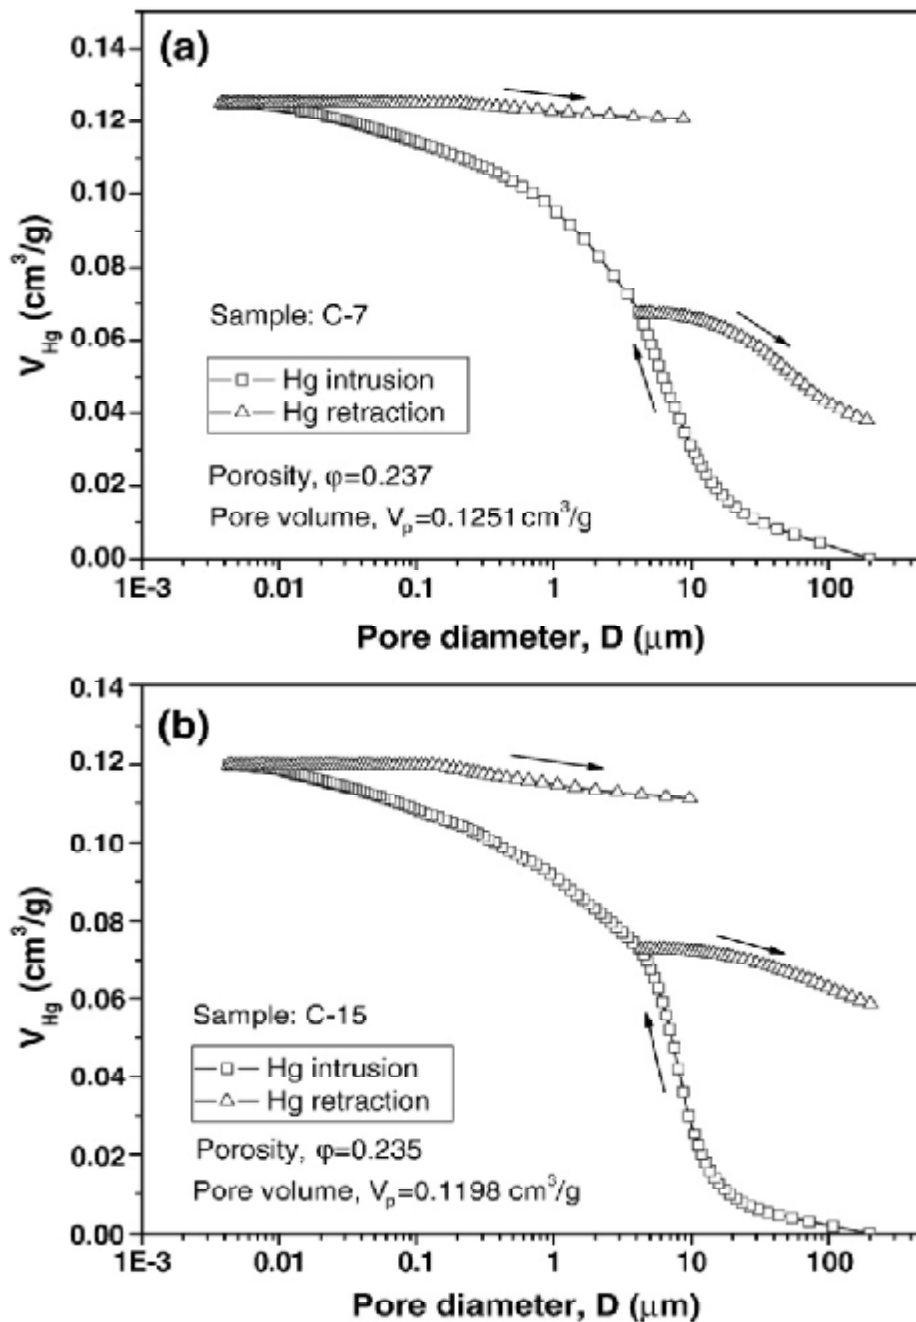 (a)
0.14
0.12
0.10
0.08
0.06
0.04
0.02
0.00
V_Hg (cm³/g)
Sample: C-7
Hg intrusion
Hg retraction
Porosity, φ=0.237
Pore volume, V_p=0.1251 cm³/g
1E-3 0.01 0.1 1 10 100
Pore diameter, D (μm)
(b)
0.14
0.12
0.10
0.08
0.06
0.04
0.02
0.00
V_Hg (cm³/g)
Sample: C-15
Hg intrusion
Hg retraction
Porosity, φ=0.235
Pore volume, V_p=0.1198 cm³/g
1E-3 0.01 0.1 1 10 100
Pore diameter, D (μm)